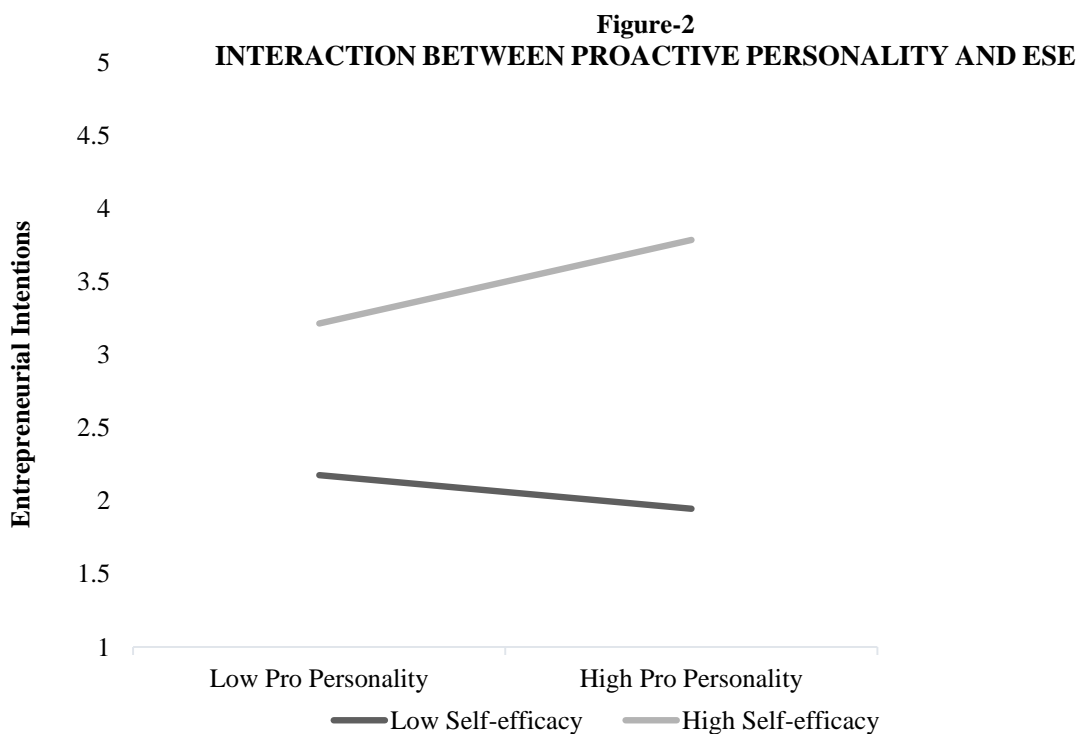 Figure-2
INTERACTION BETWEEN PROACTIVE PERSONALITY AND ESE
5
4.5
4
3.5
3
2.5
2
1.5
1
Entrepreneurial Intentions
Low Pro Personality High Pro Personality
Low Self-efficacy High Self-efficacy